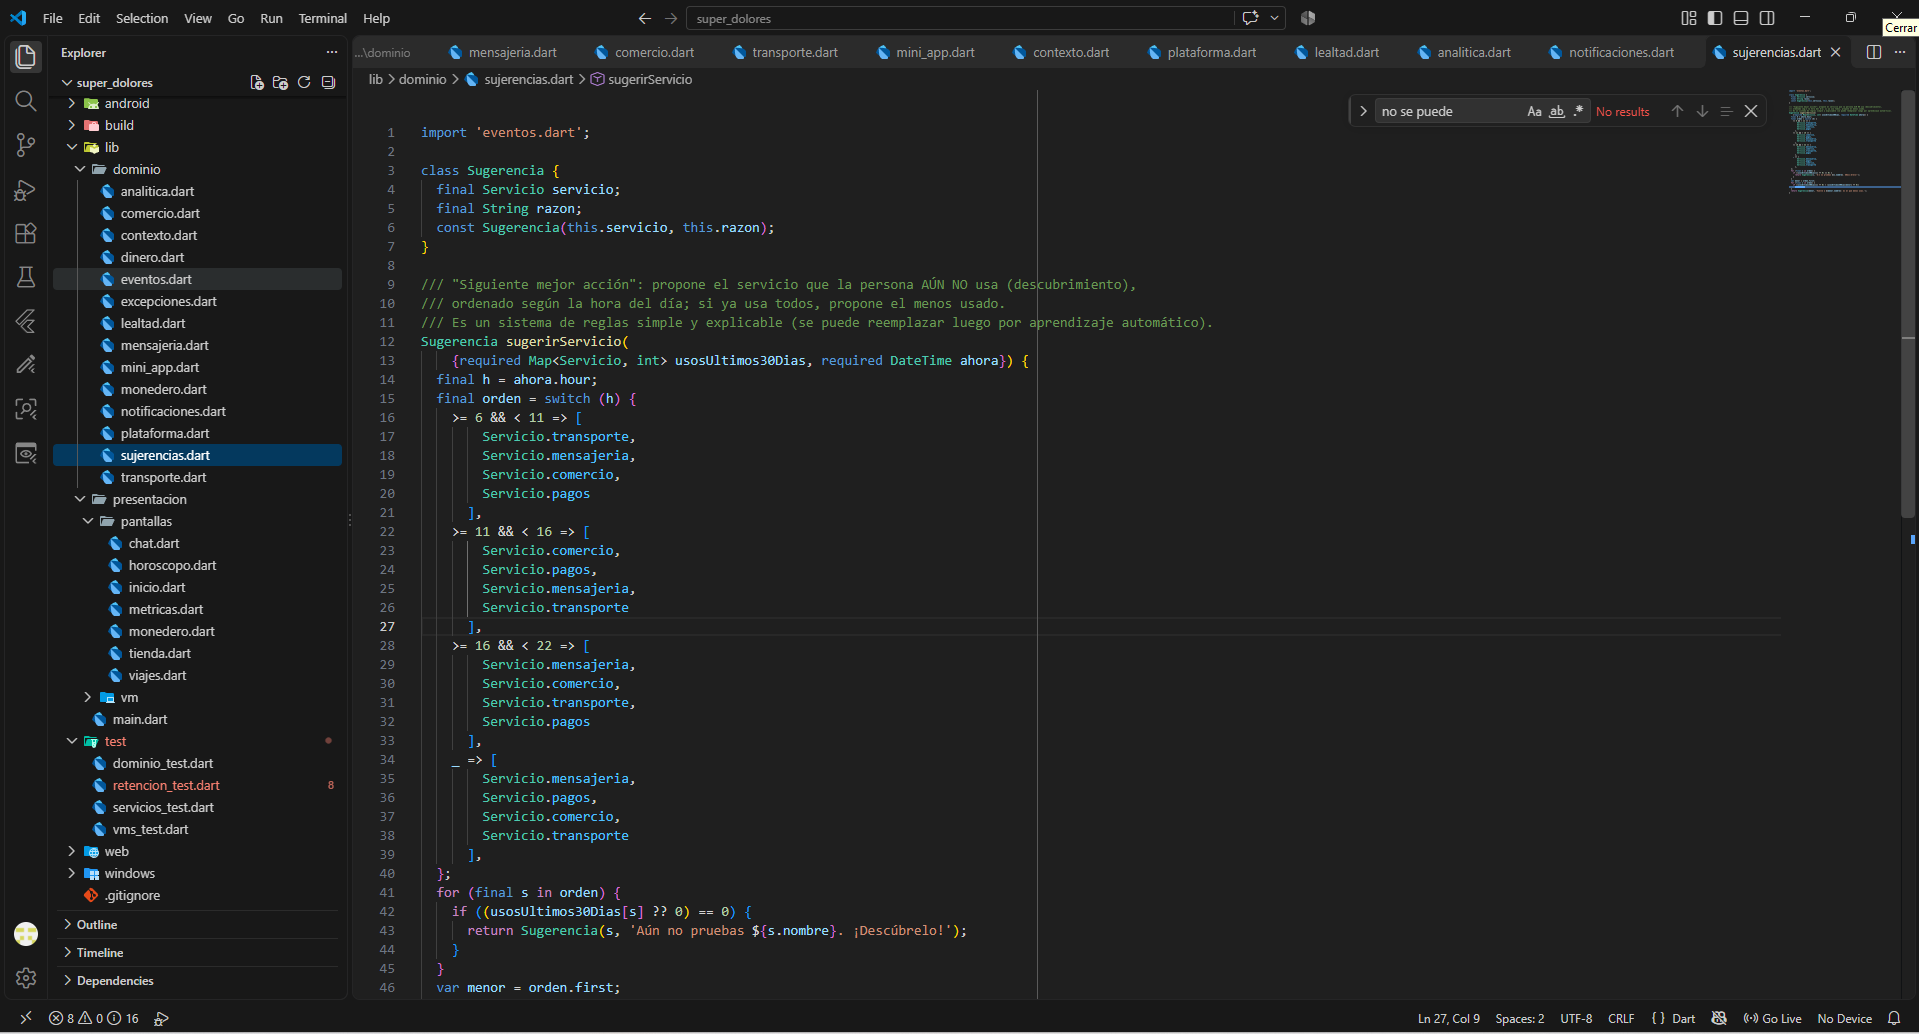 File Edit Selection View Go Run Terminal Help
super_dolores
Cerrar
Explorer
super_dolores
android
build
lib
dominio
analitica.dart
comercio.dart
contexto.dart
dinero.dart
eventos.dart
excepciones.dart
lealtad.dart
mensajeria.dart
mini_app.dart
monedero.dart
notificaciones.dart
plataforma.dart
sujerencias.dart
transporte.dart
presentacion
pantallas
chat.dart
horoscopo.dart
inicio.dart
metricas.dart
monedero.dart
tienda.dart
viajes.dart
vm
main.dart
test
dominio_test.dart
retencion_test.dart 8
servicios_test.dart
vms_test.dart
web
windows
.gitignore
Outline
Timeline
Dependencies
...\dominio mensajeria.dart comercio.dart transporte.dart mini_app.dart contexto.dart plataforma.dart lealtad.dart analitica.dart notificaciones.dart sujerencias.dart
lib > dominio > sujerencias.dart > sugerirServicio
no se puede Aa ab .* No results
1 import 'eventos.dart';
2
3 class Sugerencia {
4 final Servicio servicio;
5 final String razon;
6 const Sugerencia(this.servicio, this.razon);
7 }
8
9 /// "Siguiente mejor acción": propone el servicio que la persona AÚN NO usa (descubrimiento),
10 /// ordenado según la hora del día; si ya usa todos, propone el menos usado.
11 /// Es un sistema de reglas simple y explicable (se puede reemplazar luego por aprendizaje automático).
12 Sugerencia sugerirServicio(
13 {required Map<Servicio, int> usosUltimos30Dias, required DateTime ahora}) {
14 final h = ahora.hour;
15 final orden = switch (h) {
16 >= 6 && < 11 => [
17 Servicio.transporte,
18 Servicio.mensajeria,
19 Servicio.comercio,
20 Servicio.pagos
21 ],
22 >= 11 && < 16 => [
23 Servicio.comercio,
24 Servicio.pagos,
25 Servicio.mensajeria,
26 Servicio.transporte
27 ],
28 >= 16 && < 22 => [
29 Servicio.mensajeria,
30 Servicio.comercio,
31 Servicio.transporte,
32 Servicio.pagos
33 ],
34 _ => [
35 Servicio.mensajeria,
36 Servicio.pagos,
37 Servicio.comercio,
38 Servicio.transporte
39 ],
40 };
41 for (final s in orden) {
42 if ((usosUltimos30Dias[s] ?? 0) == 0) {
43 return Sugerencia(s, 'Aún no pruebas ${s.nombre}. ¡Descúbrelo!');
44 }
45 }
46 var menor = orden.first;
8 0 16
Ln 27, Col 9 Spaces: 2 UTF-8 CRLF { } Dart Go Live No Device